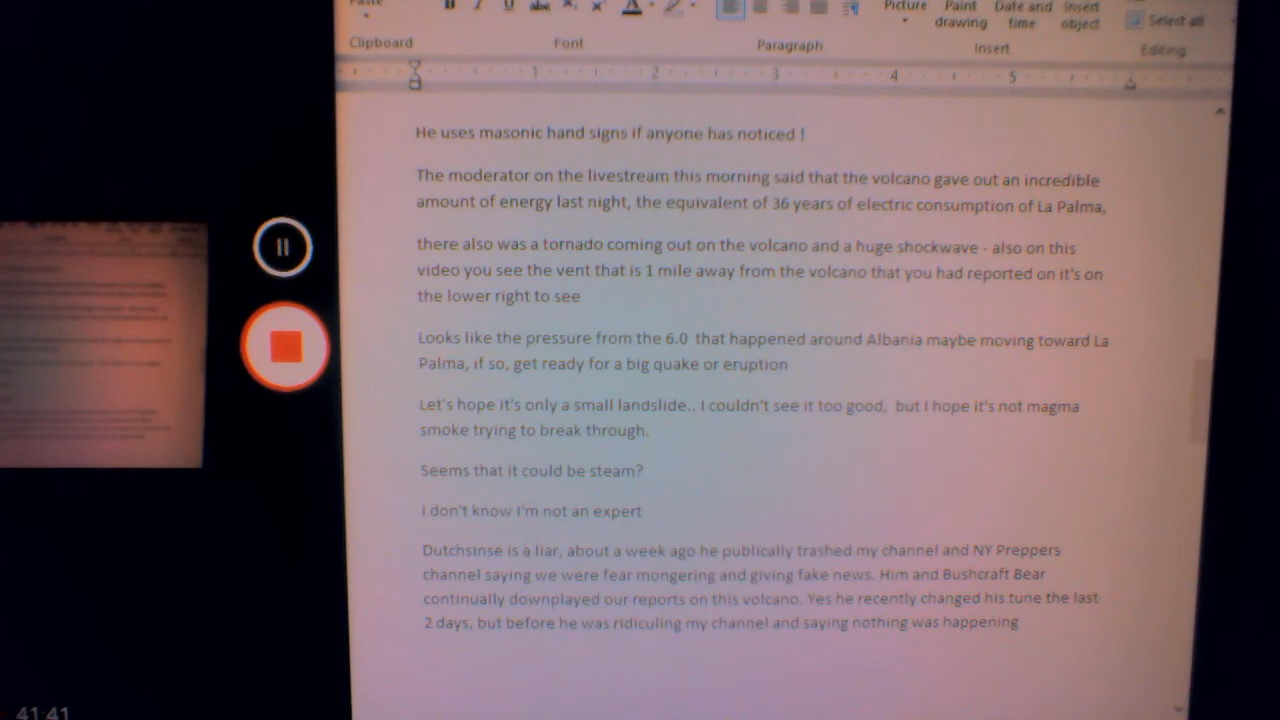 Paste
B I U abc X X A
Picture Paint drawing Date and time Insert object
Select all
Clipboard Font Paragraph Insert Editing
1 2 3 4 5
He uses masonic hand signs if anyone has noticed !
The moderator on the livestream this morning said that the volcano gave out an incredible
amount of energy last night, the equivalent of 36 years of electric consumption of La Palma,
there also was a tornado coming out on the volcano and a huge shockwave - also on this
video you see the vent that is 1 mile away from the volcano that you had reported on it's on
the lower right to see
Looks like the pressure from the 6.0 that happened around Albania maybe moving toward La
Palma, if so, get ready for a big quake or eruption
Let's hope it's only a small landslide.. I couldn't see it too good, but I hope it's not magma
smoke trying to break through.
Seems that it could be steam?
I don't know I'm not an expert
Dutchsinse is a liar, about a week ago he publically trashed my channel and NY Preppers
channel saying we were fear mongering and giving fake news. Him and Bushcraft Bear
continually downplayed our reports on this volcano. Yes he recently changed his tune the last
2 days, but before he was ridiculing my channel and saying nothing was happening
41:41